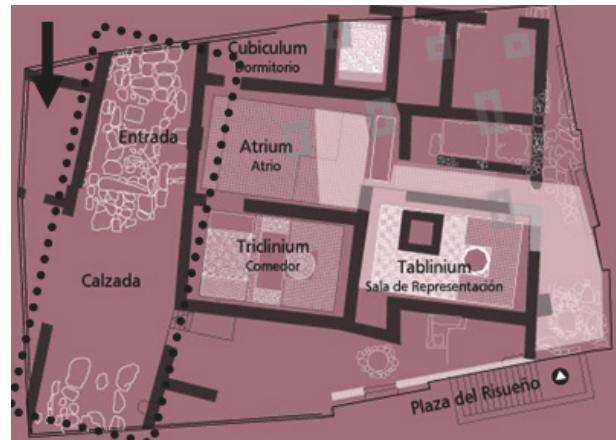 Cubiculum
Dormitorio
Entrada
Atrium
Atrio
Triclinium
Comedor
Calzada
Tablinium
Sala de Representación
Plaza del Risueño